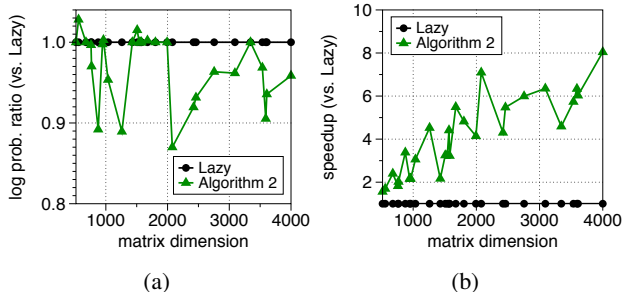 log prob. ratio (vs. Lazy)
1.0
0.9
0.8
Lazy
Algorithm 2
1000 2000 3000 4000
matrix dimension
(a)
speedup (vs. Lazy)
10
8
6
4
2
Lazy
Algorithm 2
1000 2000 3000 4000
matrix dimension
(b)